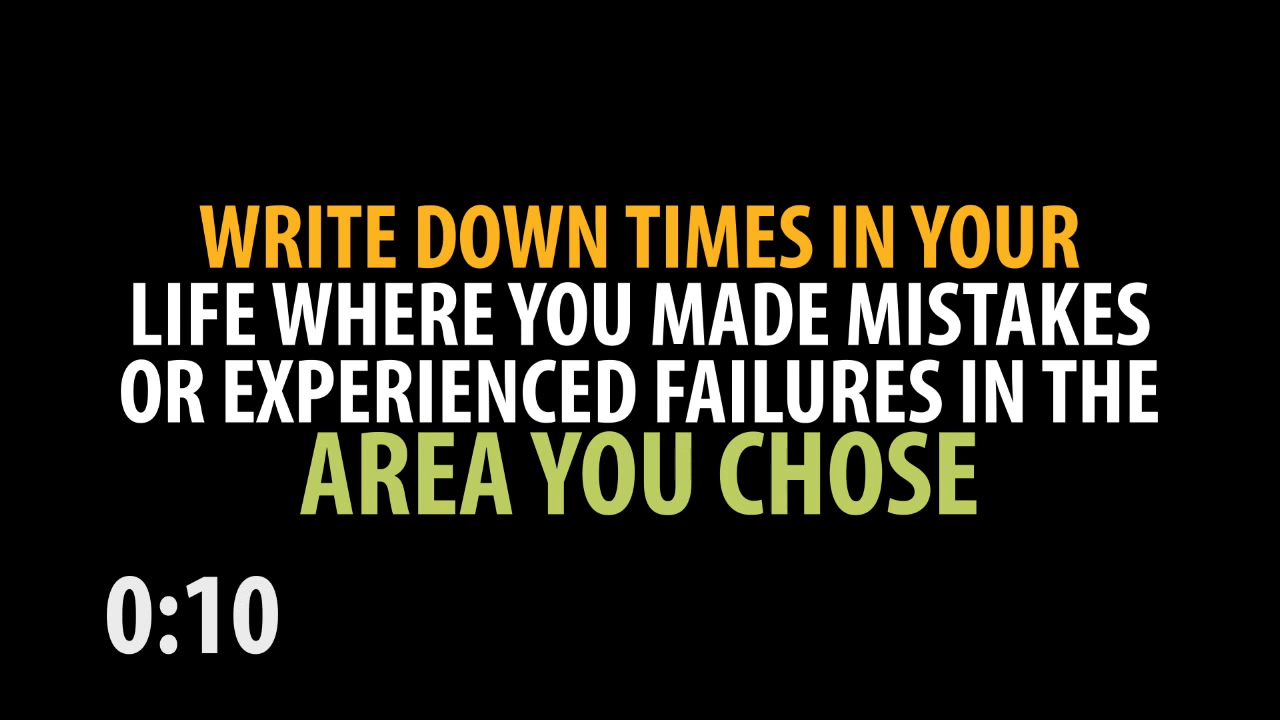 WRITE DOWN TIMES IN YOUR
LIFE WHERE YOU MADE MISTAKES
OR EXPERIENCED FAILURES IN THE
AREA YOU CHOSE
0:10